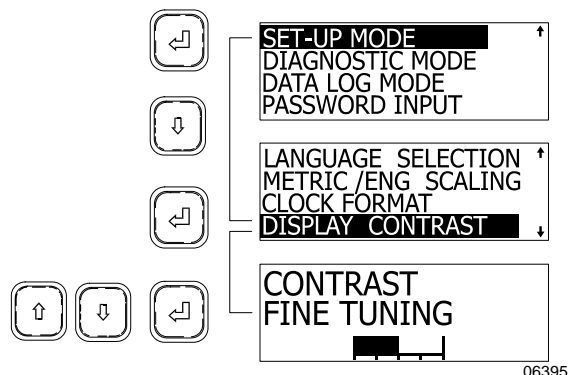 SET-UP MODE
DIAGNOSTIC MODE
DATA LOG MODE
PASSWORD INPUT
LANGUAGE SELECTION
METRIC /ENG SCALING
CLOCK FORMAT
DISPLAY CONTRAST
CONTRAST
FINE TUNING
06395